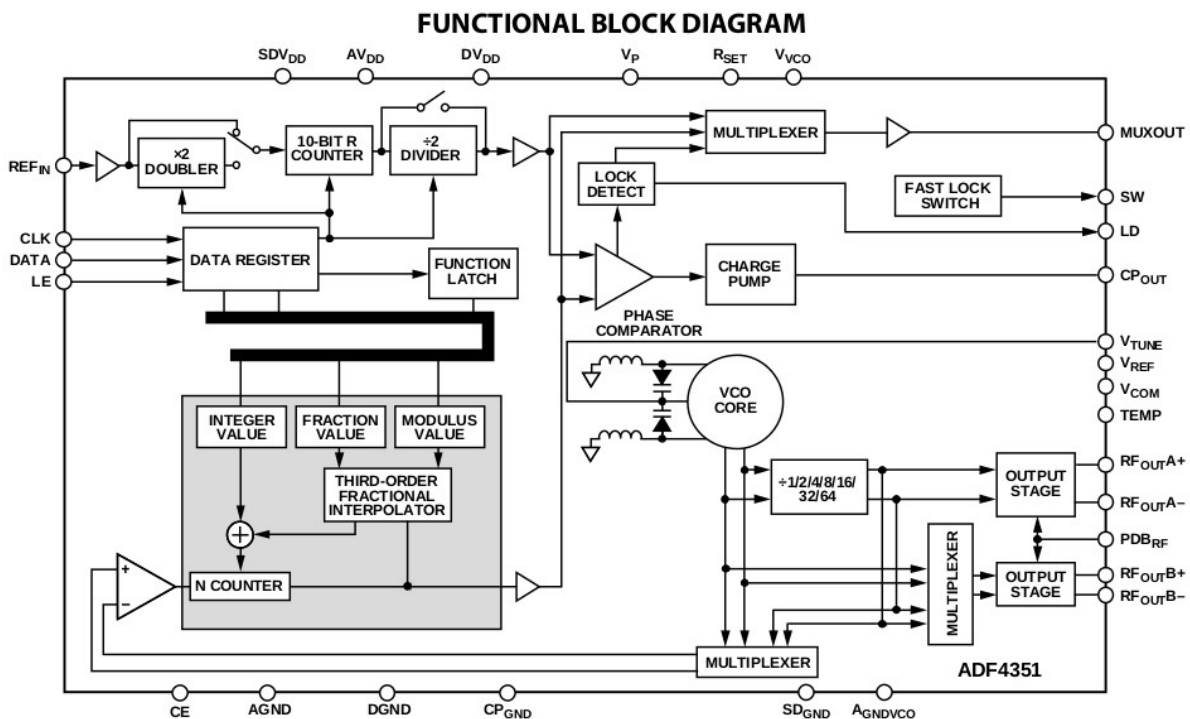 FUNCTIONAL BLOCK DIAGRAM
SDVDD
AVDD
DVDD
VP
RSET
VVCO
REFIN
×2
DOUBLER
10-BIT R
COUNTER
÷2
DIVIDER
MULTIPLEXER
MUXOUT
LOCK
DETECT
FAST LOCK
SWITCH
SW
LD
CLK
DATA
LE
DATA REGISTER
FUNCTION
LATCH
CHARGE
PUMP
CPOUT
PHASE
COMPARATOR
VTUNE
VREF
VCOM
TEMP
VCO
CORE
INTEGER
VALUE
FRACTION
VALUE
MODULUS
VALUE
THIRD-ORDER
FRACTIONAL
INTERPOLATOR
+
N COUNTER
+
−
÷1/2/4/8/16/
32/64
OUTPUT
STAGE
RFOUTA+
RFOUTA−
PDBRF
MULTIPLEXER
OUTPUT
STAGE
RFOUTB+
RFOUTB−
MULTIPLEXER
ADF4351
CE
AGND
DGND
CPGND
SDGND
AGNDVCO